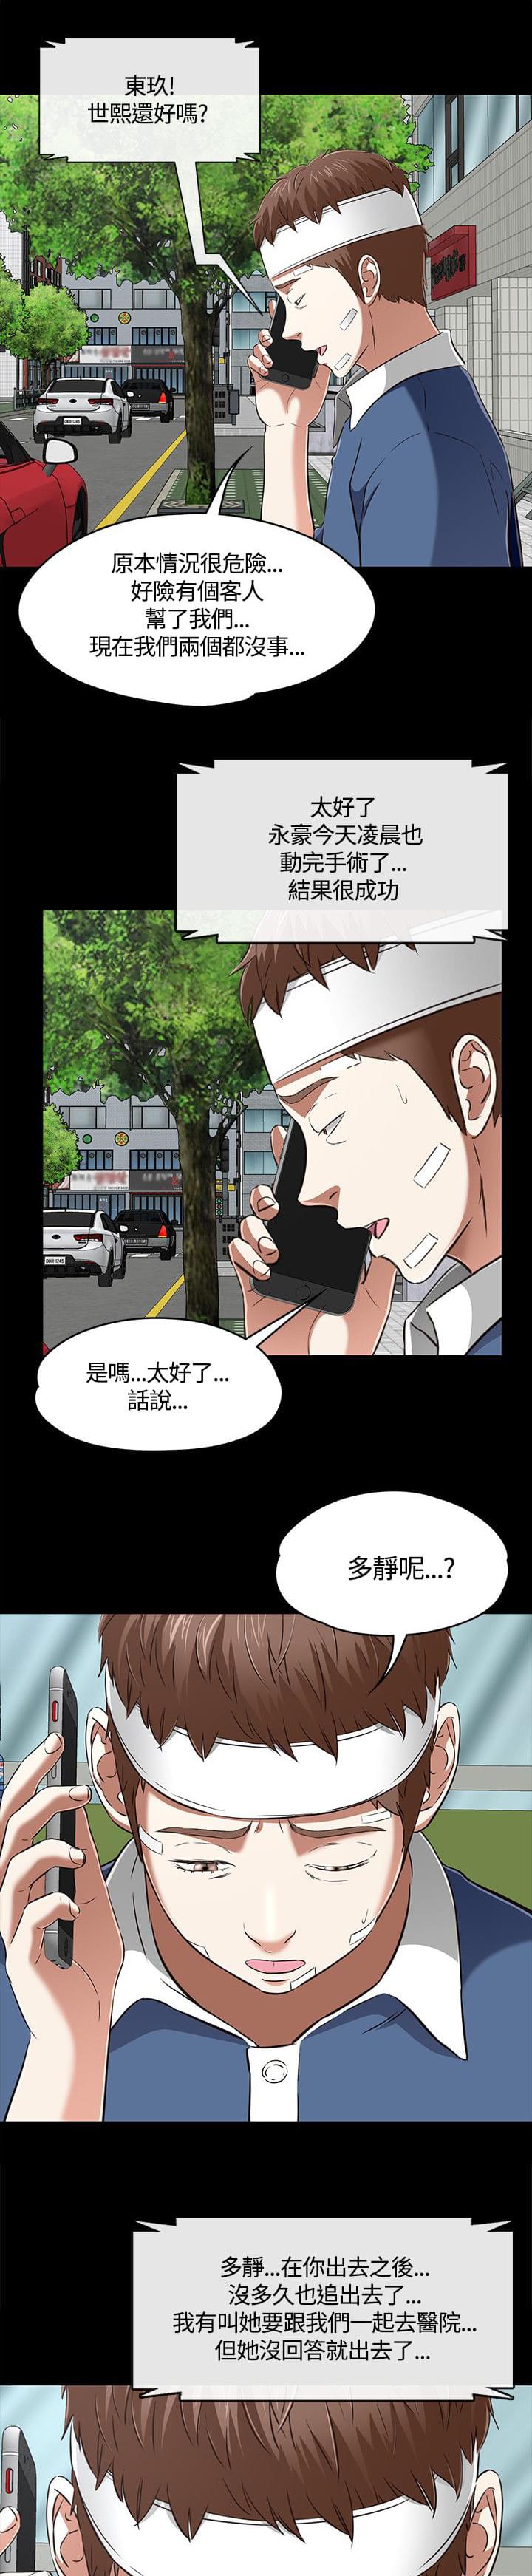 東玖!
世熙還好嗎?
原本情況很危險...
好險有個客人
幫了我們...
現在我們兩個都沒事...
太好了
永豪今天凌晨也
動完手術了...
結果很成功
是嗎...太好了...
話說...
多靜呢...?
多靜...在你出去之後...
沒多久也追出去了...
我有叫她要跟我們一起去醫院...
但她沒回答就出去了...